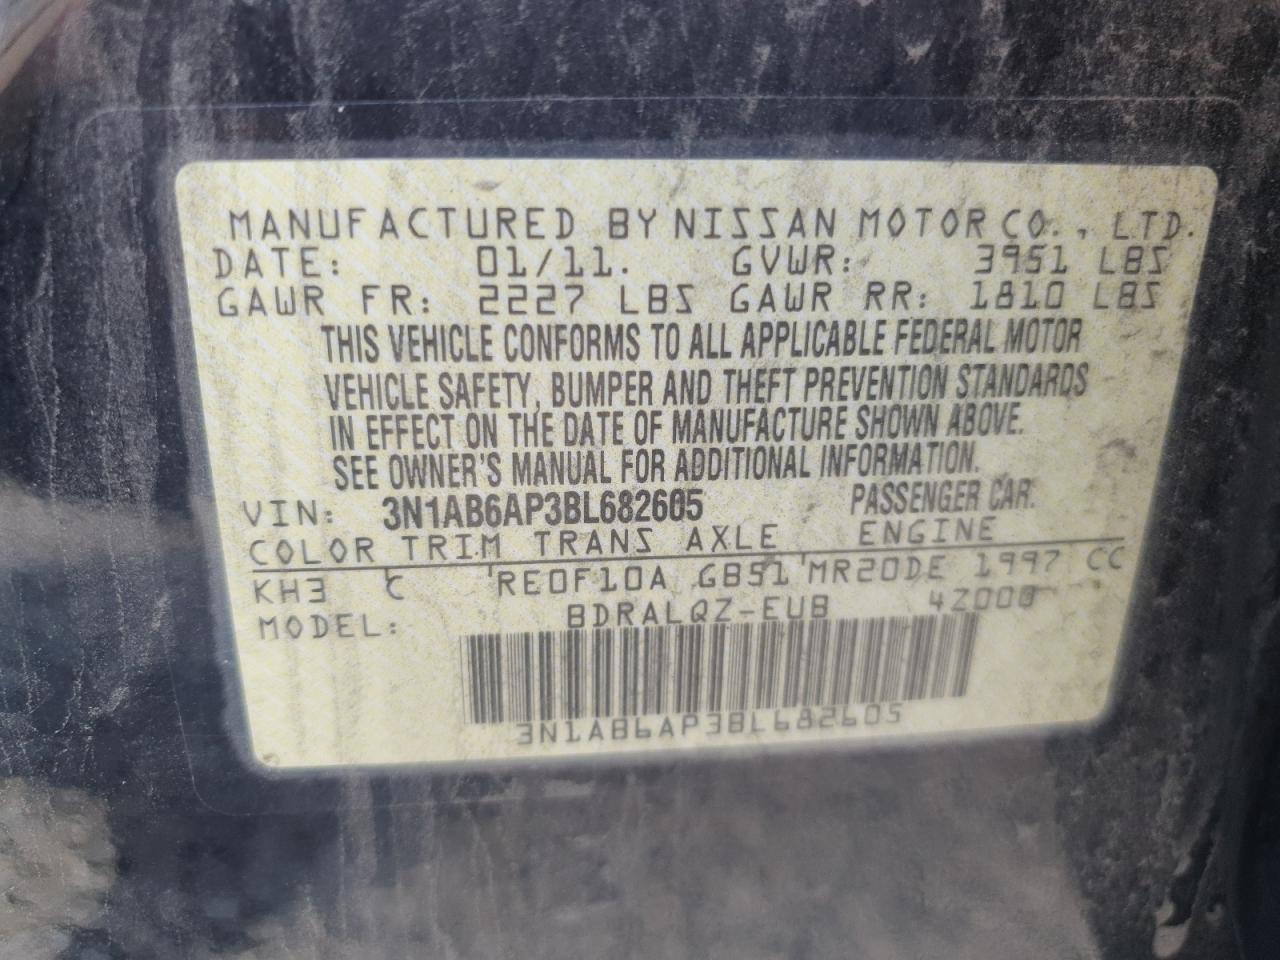 MANUFACTURED BY NISSAN MOTOR CO., LTD.
DATE: 01/11. GVWR: 3951 LBS
GAWR FR: 2227 LBS GAWR RR: 1810 LBS
THIS VEHICLE CONFORMS TO ALL APPLICABLE FEDERAL MOTOR
VEHICLE SAFETY, BUMPER AND THEFT PREVENTION STANDARDS
IN EFFECT ON THE DATE OF MANUFACTURE SHOWN ABOVE.
SEE OWNER'S MANUAL FOR ADDITIONAL INFORMATION.
VIN: 3N1AB6AP3BL682605 PASSENGER CAR.
COLOR TRIM TRANS AXLE ENGINE
KH3 C RE0F10A GB51 MR20DE 1997 CC
MODEL: BDRALQZ-EUB 4Z000
3N1AB6AP3BL682605